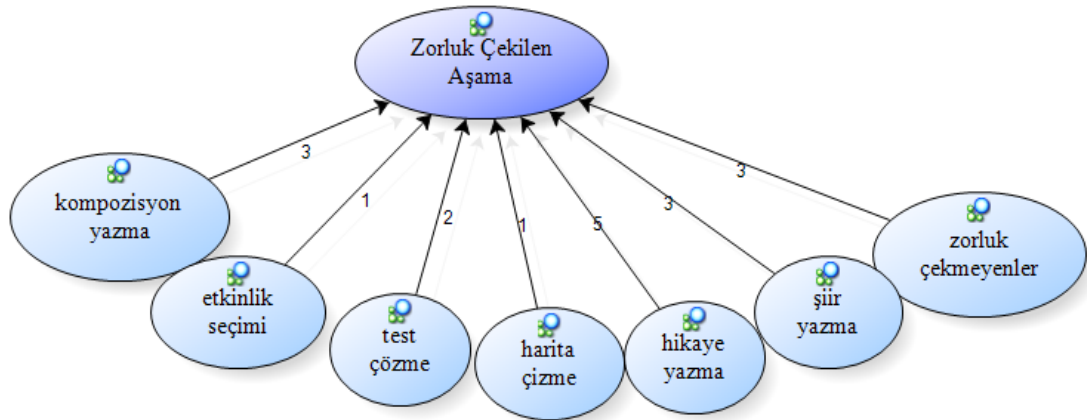 Zorluk Çekilen
Aşama
3
1
2
1
5
3
3
kompozisyon
yazma
etkinlik
seçimi
test
çözme
harita
çizme
hikaye
yazma
şiir
yazma
zorluk
çekmeyenler